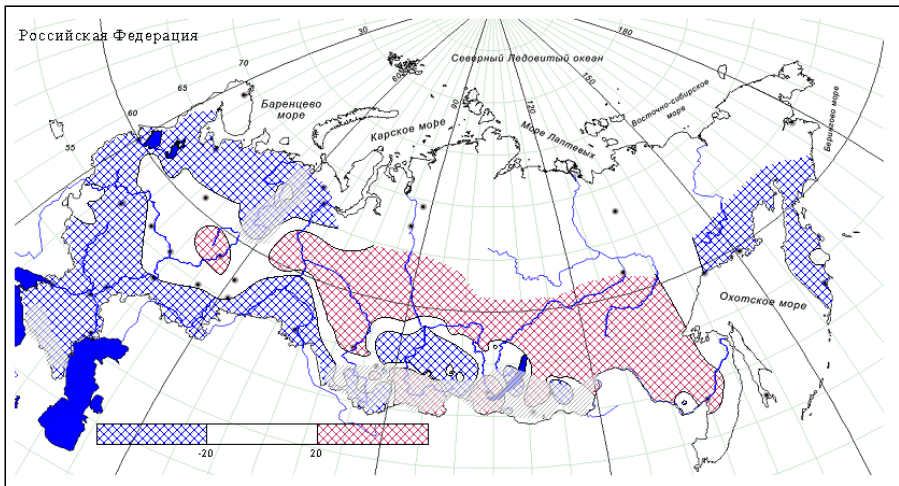 Российская Федерация
30
180
Северный Ледовитый океан
70
60
150
65
Баренцево
море
90
120
Восточно-сибирское
море
60
Карское море
Море Лаптевых
Берингово море
55
Охотское море
-20
20